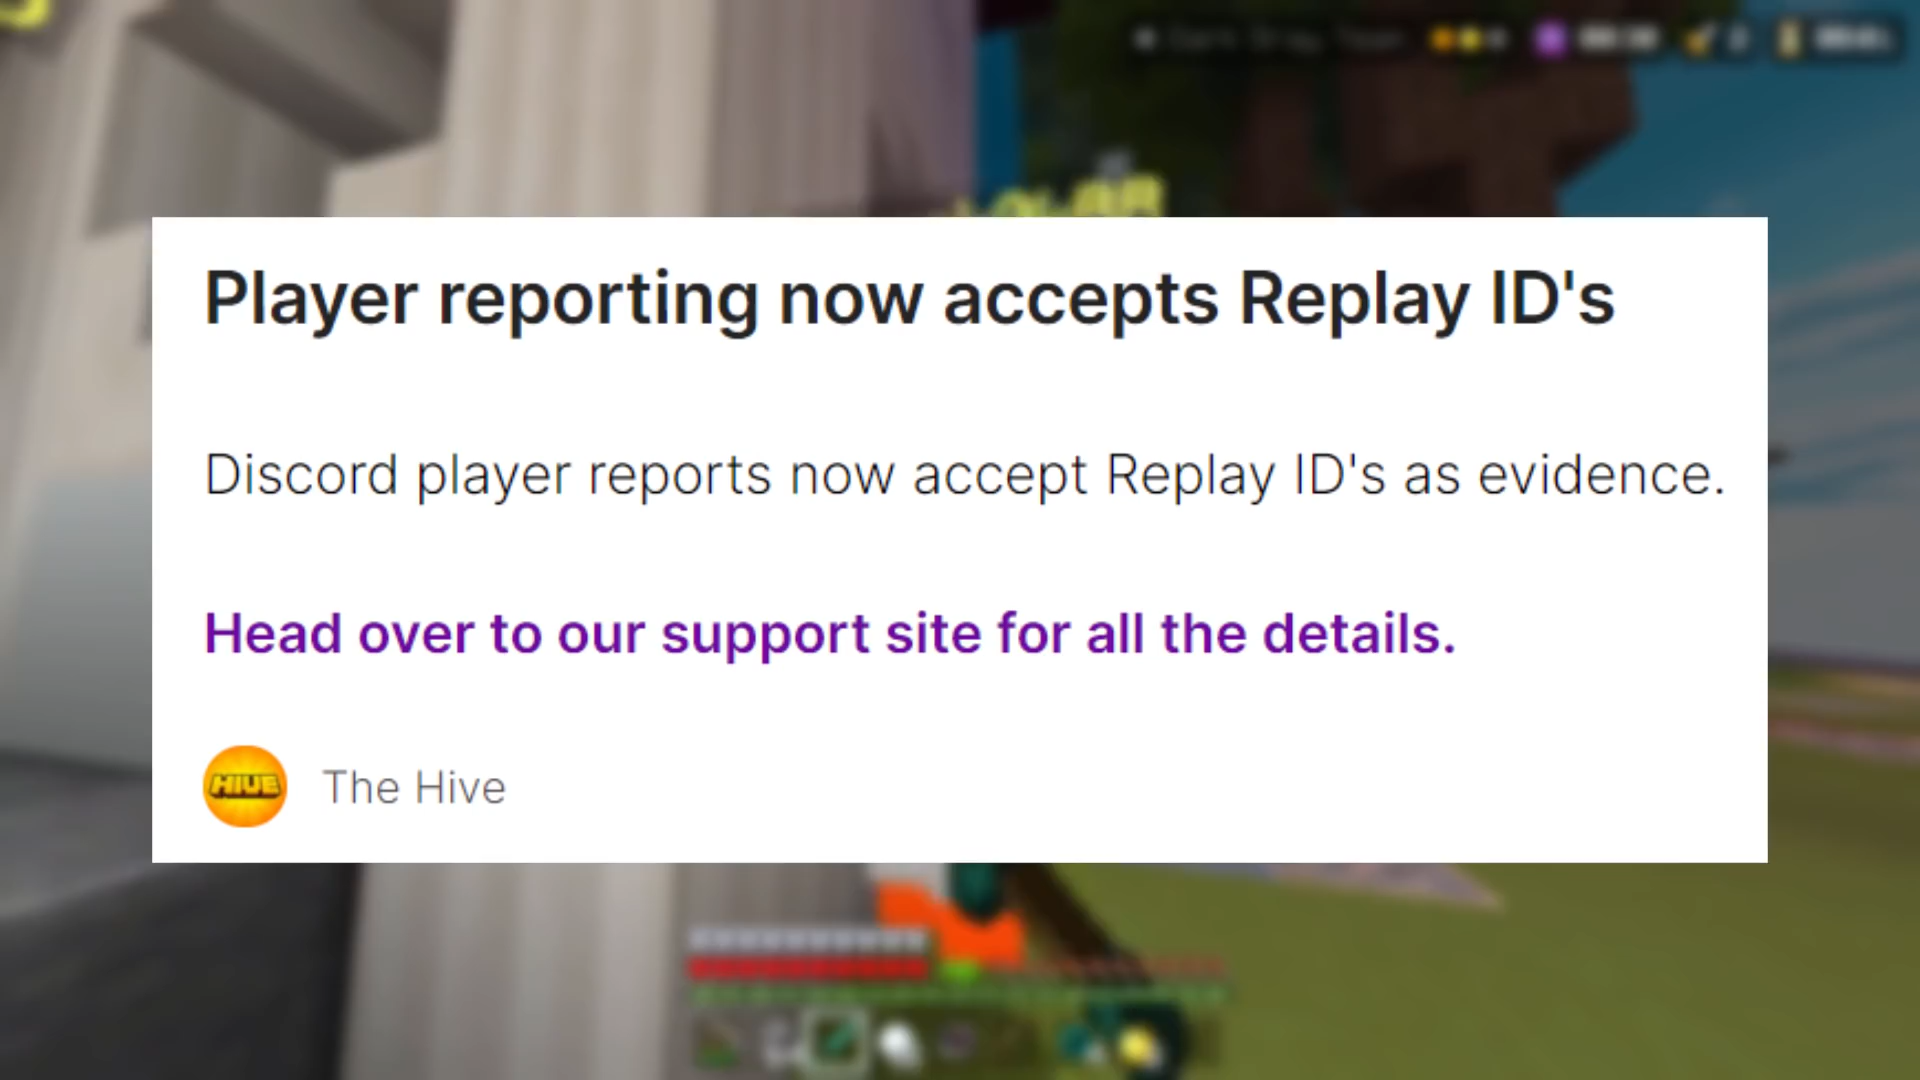 Player reporting now accepts Replay ID's
Discord player reports now accept Replay ID's as evidence.
Head over to our support site for all the details.
HIVE
The Hive